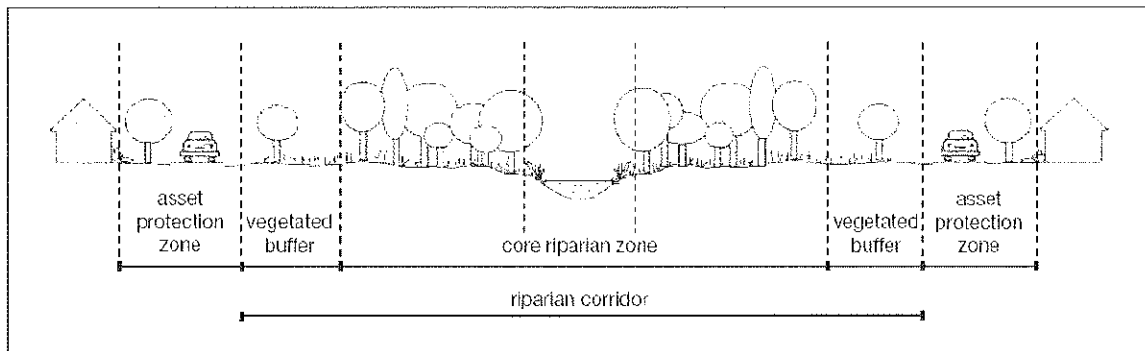 asset
protection
zone
vegetated
buffer
core riparian zone
vegetated
buffer
asset
protection
zone
riparian corridor